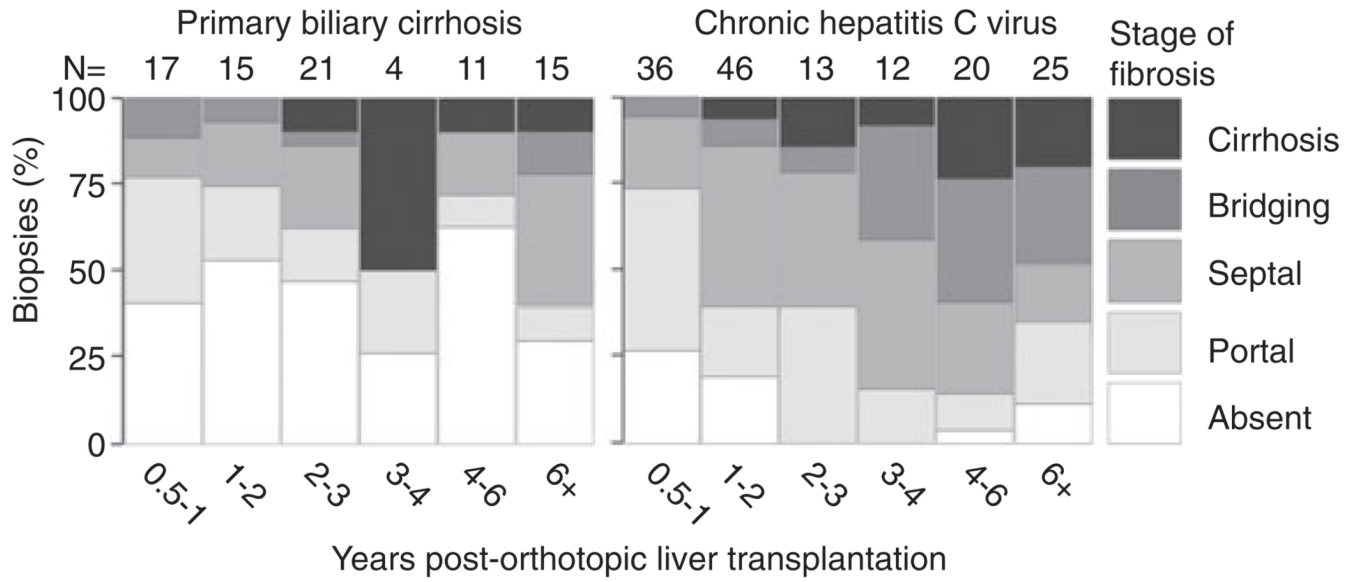 Primary biliary cirrhosis
Chronic hepatitis C virus
Stage of
fibrosis
N= 17 15 21 4 11 15
36 46 13 12 20 25
100
75
50
25
0
Biopsies (%)
Cirrhosis
Bridging
Septal
Portal
Absent
0.5-1 1-2 2-3 3-4 4-6 6+
0.5-1 1-2 2-3 3-4 4-6 6+
Years post-orthotopic liver transplantation